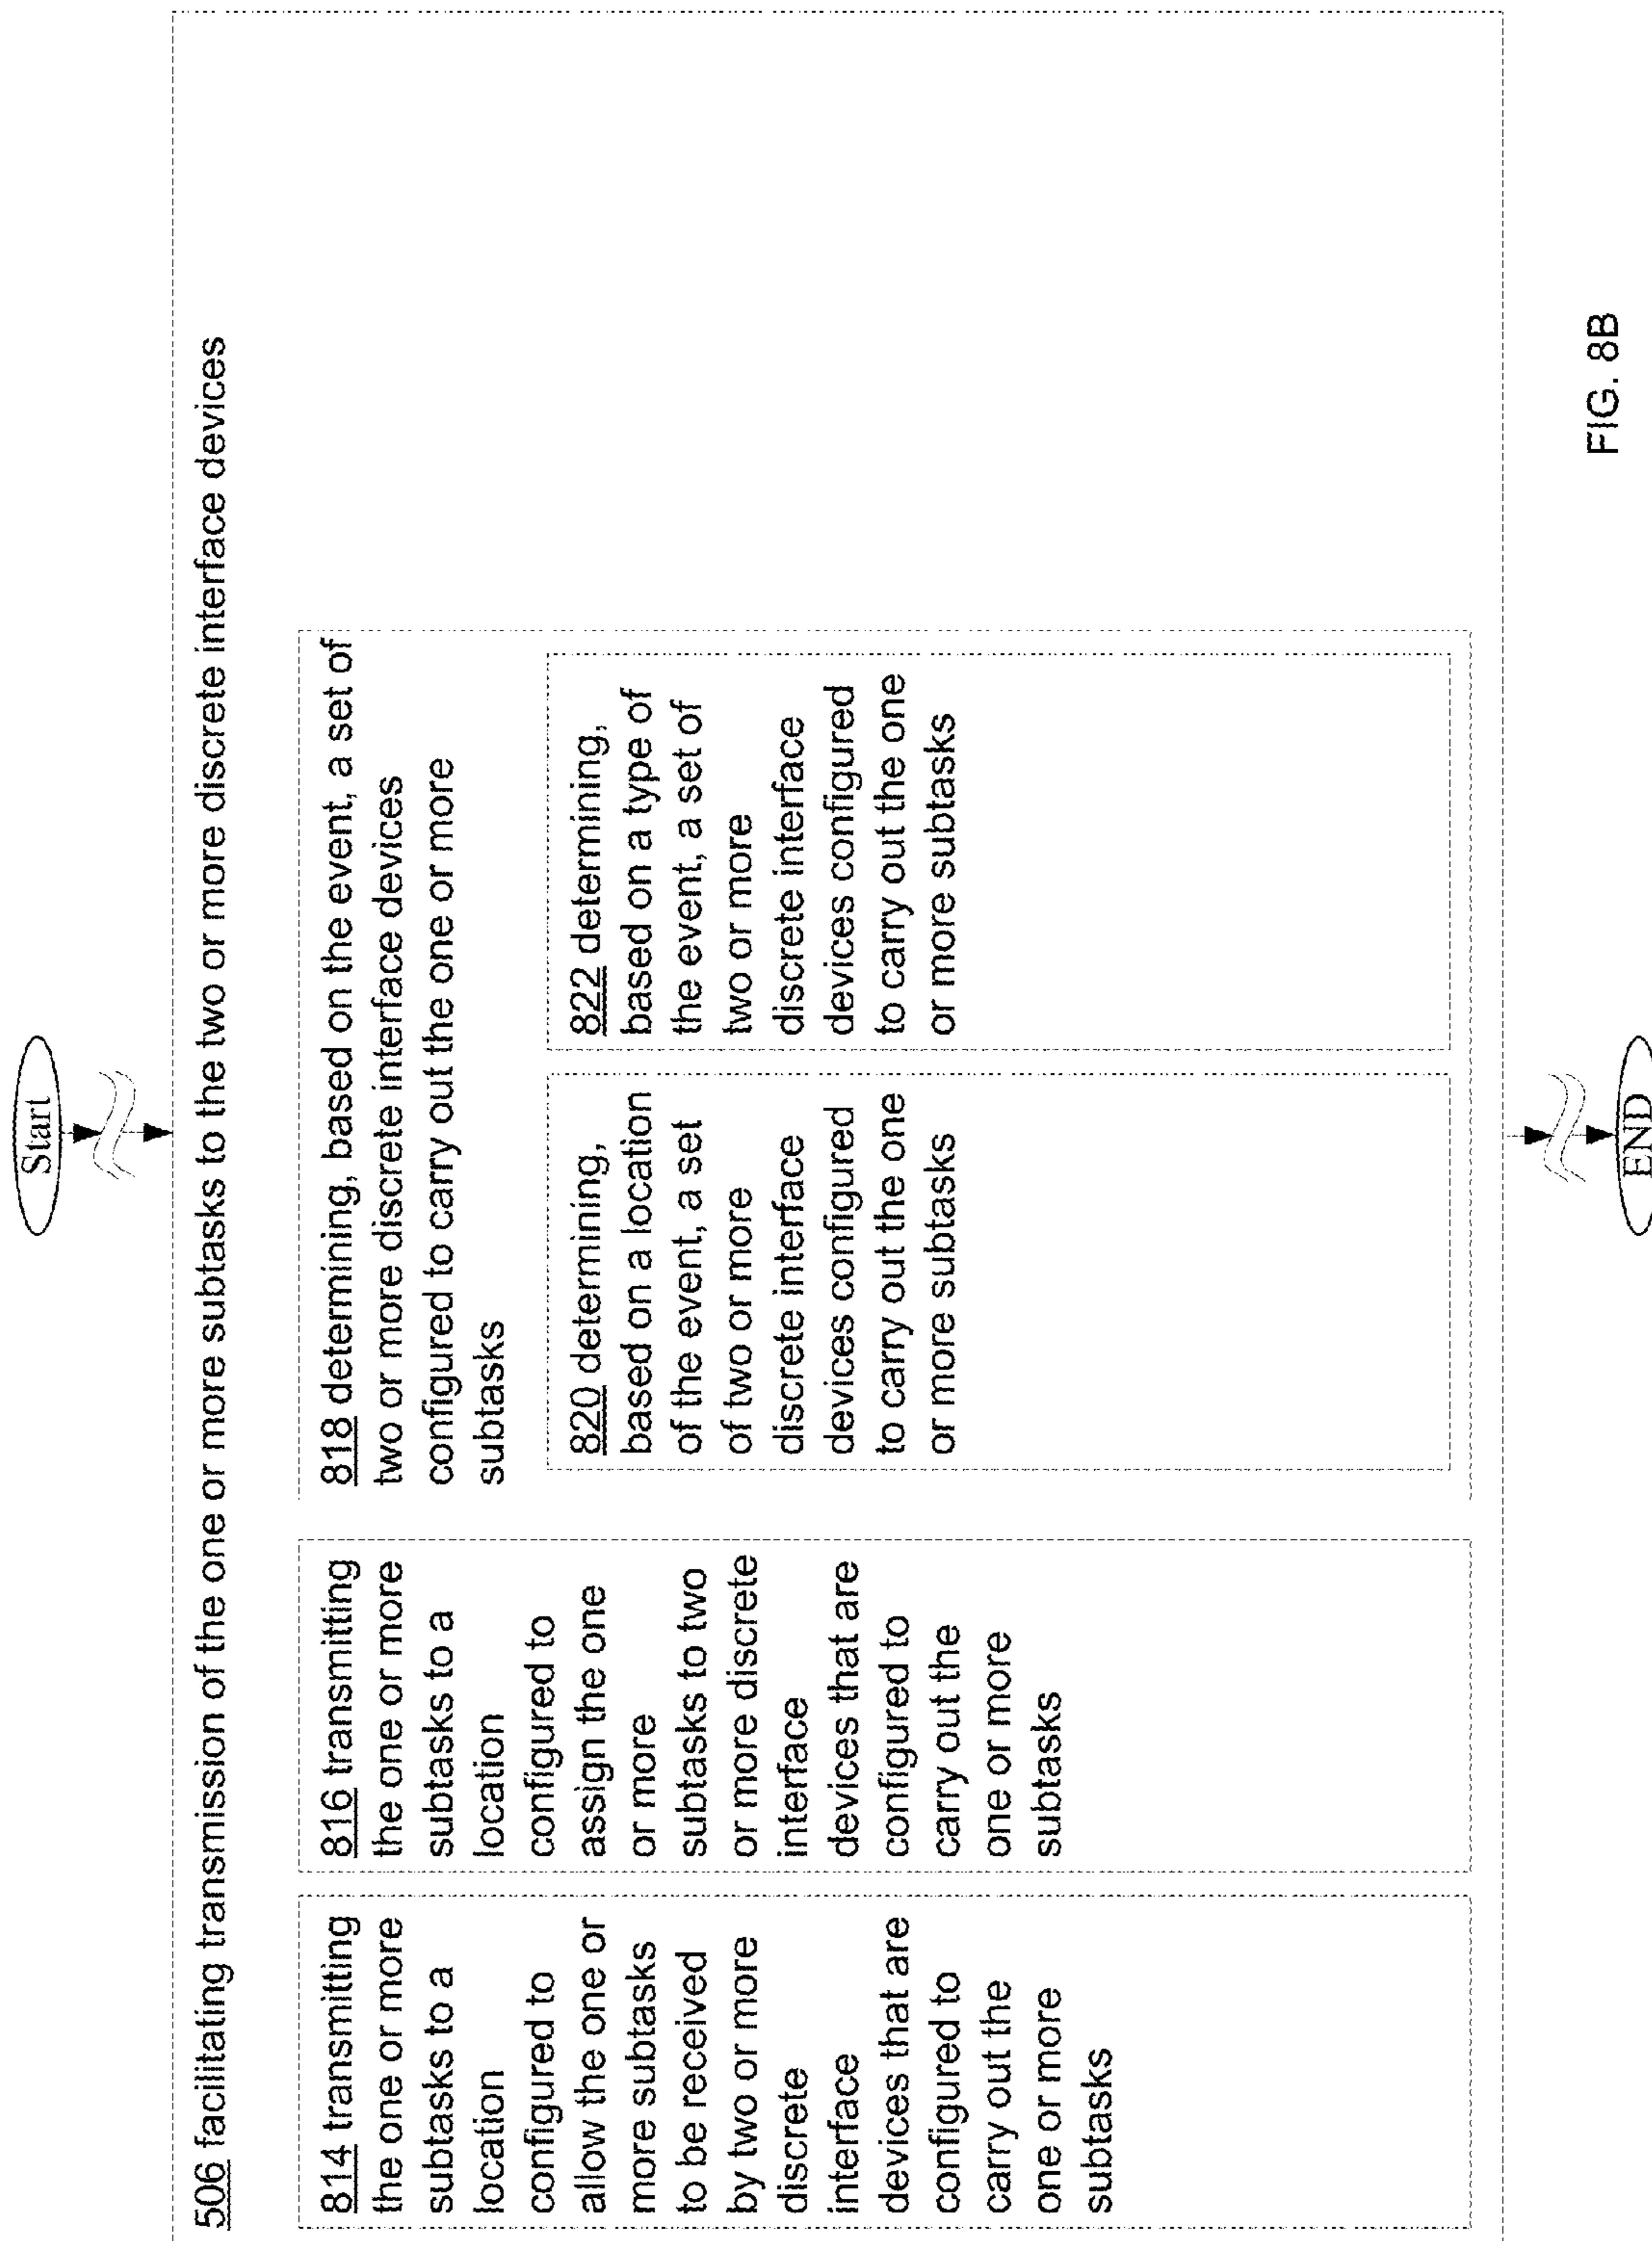 Start
506 facilitating transmission of the one or more subtasks to the two or more discrete interface devices
814 transmitting
the one or more
subtasks to a
location
configured to
allow the one or
more subtasks
to be received
by two or more
discrete
interface
devices that are
configured to
carry out the
one or more
subtasks
816 transmitting
the one or more
subtasks to a
location
configured to
assign the one
or more
subtasks to two
or more discrete
interface
devices that are
configured to
carry out the
one or more
subtasks
818 determining, based on the event, a set of
two or more discrete interface devices
configured to carry out the one or more
subtasks
820 determining,
based on a location
of the event, a set
of two or more
discrete interface
devices configured
to carry out the one
or more subtasks
822 determining,
based on a type of
the event, a set of
two or more
discrete interface
devices configured
to carry out the one
or more subtasks
END
FIG. 8B